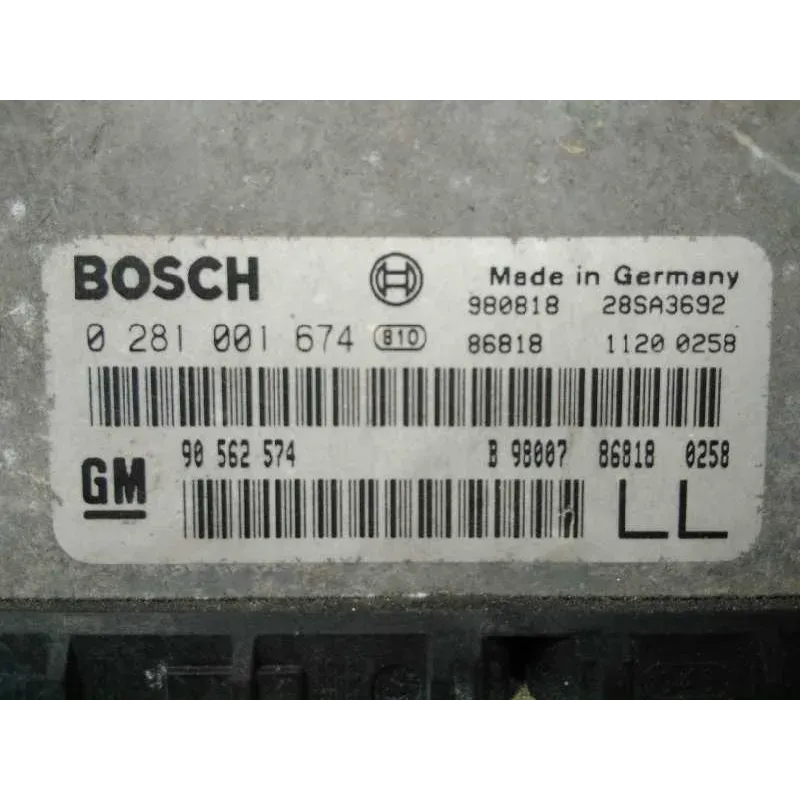 BOSCH Made in Germany
980818 28SA3692
0 281 001 674 810 86818 1120 0258
GM 90 562 574 B 98007 86818 0258
LL